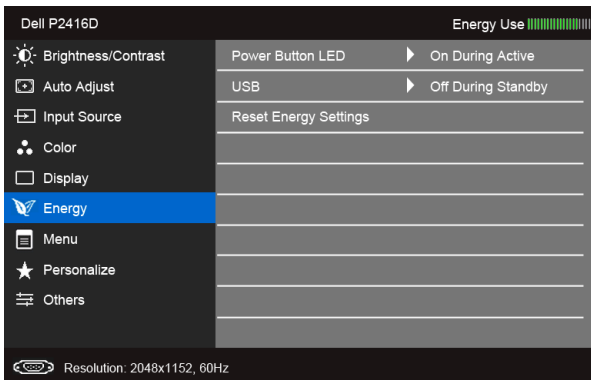 Dell P2416D Energy Use
Brightness/Contrast Power Button LED On During Active
Auto Adjust USB Off During Standby
Input Source Reset Energy Settings
Color
Display
Energy
Menu
Personalize
Others
Resolution: 2048x1152, 60Hz